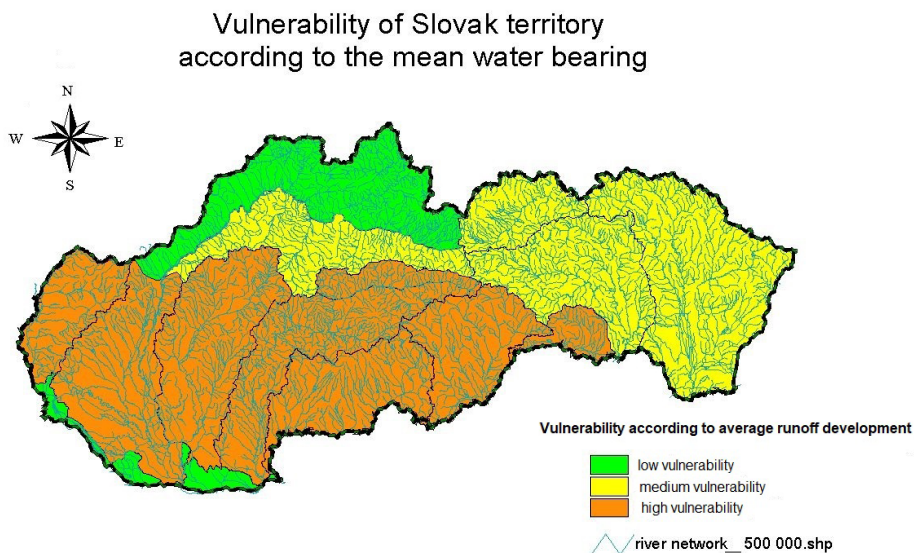 Vulnerability of Slovak territory
according to the mean water bearing
N
W E
S
Vulnerability according to average runoff development
low vulnerability
medium vulnerability
high vulnerability
river network__ 500 000.shp